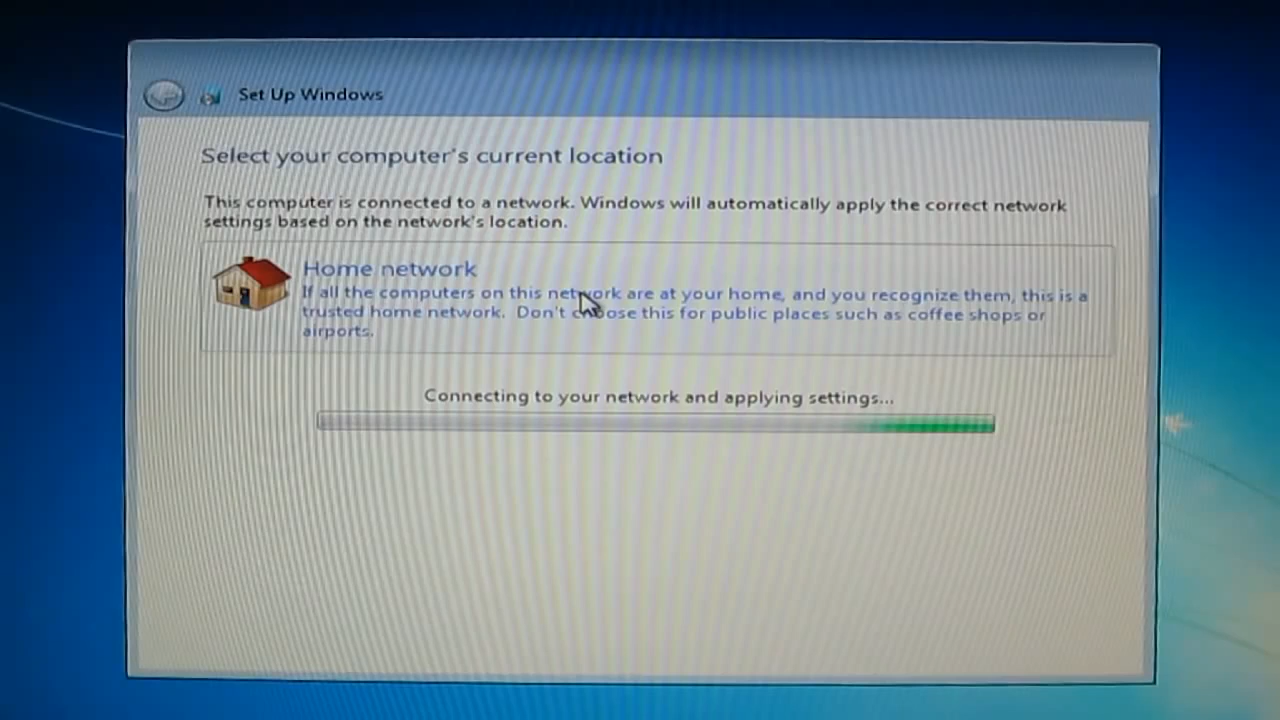 Set Up Windows
Select your computer's current location
This computer is connected to a network. Windows will automatically apply the correct network
settings based on the network's location.
Home network
If all the computers on this network are at your home, and you recognize them, this is a
trusted home network. Don't choose this for public places such as coffee shops or
airports.
Connecting to your network and applying settings...